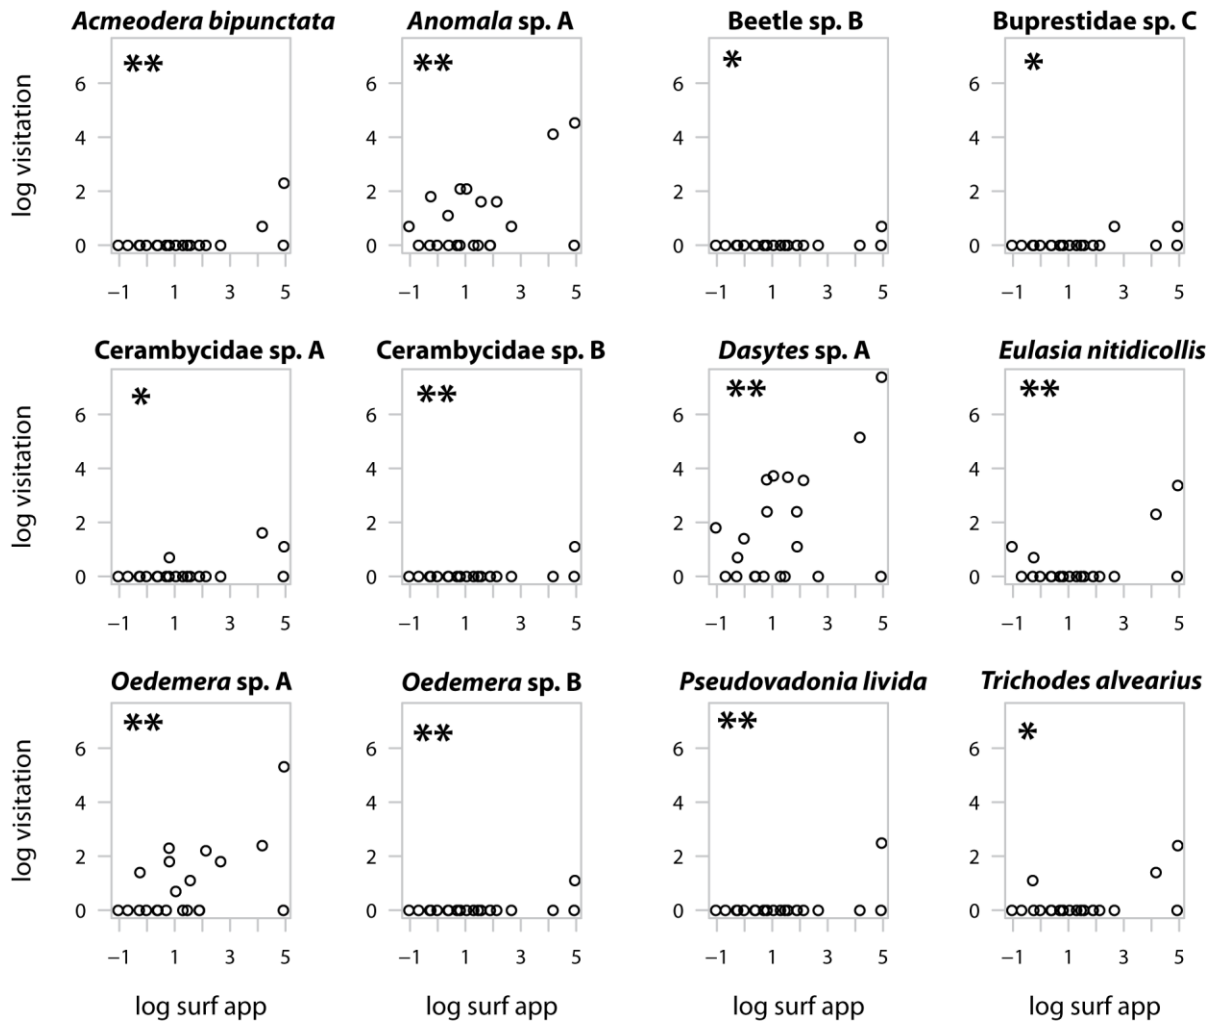 Acmeodera bipunctata Anomala sp. A Beetle sp. B Buprestidae sp. C
** ** * *
log visitation
6 6 6 6
4 4 4 4
2 2 2 2
0 0 0 0
−1 1 3 5 −1 1 3 5 −1 1 3 5 −1 1 3 5
Cerambycidae sp. A Cerambycidae sp. B Dasytes sp. A Eulasia nitidicollis
* ** ** **
log visitation
6 6 6 6
4 4 4 4
2 2 2 2
0 0 0 0
−1 1 3 5 −1 1 3 5 −1 1 3 5 −1 1 3 5
Oedemera sp. A Oedemera sp. B Pseudovadonia livida Trichodes alvearius
** ** ** *
log visitation
6 6 6 6
4 4 4 4
2 2 2 2
0 0 0 0
−1 1 3 5 −1 1 3 5 −1 1 3 5 −1 1 3 5
log surf app log surf app log surf app log surf app